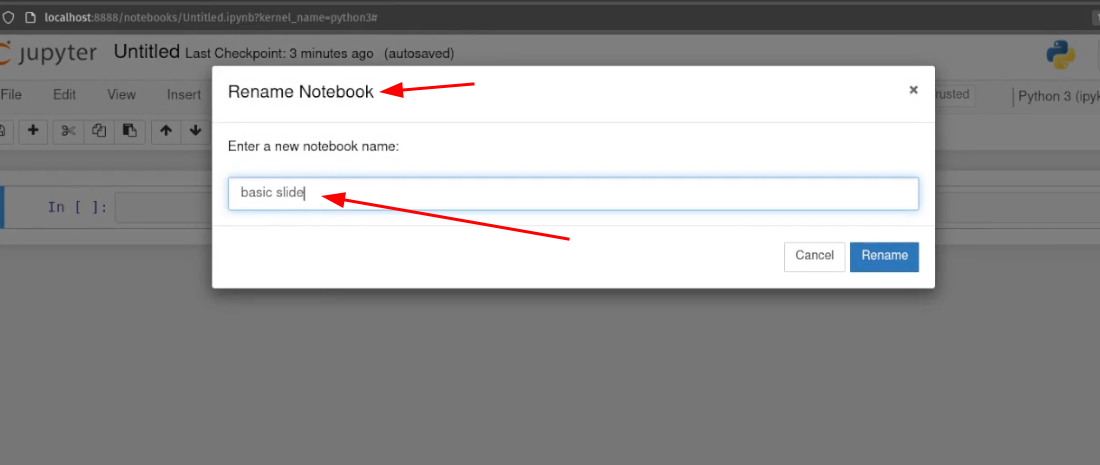 localhost:8888/notebooks/Untitled.ipynb?kernel_name=python3#
jupyter Untitled Last Checkpoint: 3 minutes ago (autosaved)
Rename Notebook ×
File Edit View Insert rusted Python 3 (ipyk
Enter a new notebook name:
basic slide
In [ ]:
Cancel Rename